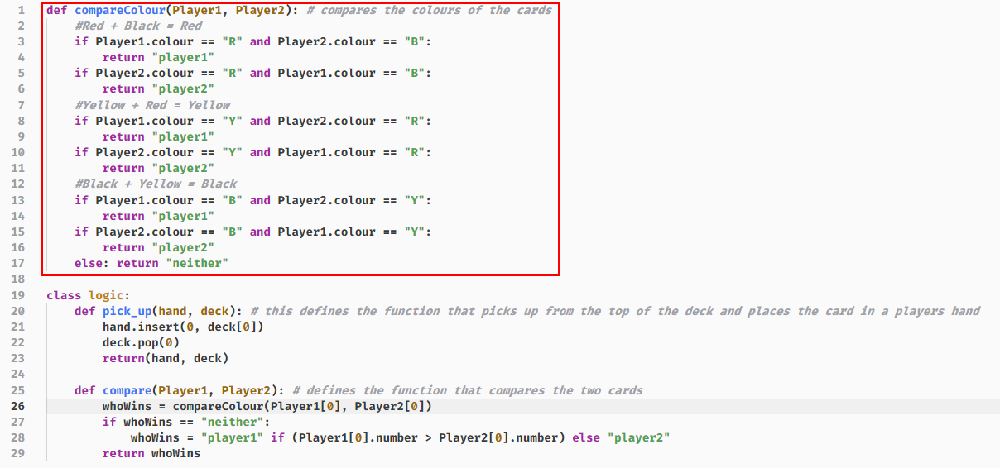 1 def compareColour(Player1, Player2): # compares the colours of the cards
2 #Red + Black = Red
3 if Player1.colour == "R" and Player2.colour == "B":
4 return "player1"
5 if Player2.colour == "R" and Player1.colour == "B":
6 return "player2"
7 #Yellow + Red = Yellow
8 if Player1.colour == "Y" and Player2.colour == "R":
9 return "player1"
10 if Player2.colour == "Y" and Player1.colour == "R":
11 return "player2"
12 #Black + Yellow = Black
13 if Player1.colour == "B" and Player2.colour == "Y":
14 return "player1"
15 if Player2.colour == "B" and Player1.colour == "Y":
16 return "player2"
17 else: return "neither"
18
19 class logic:
20 def pick_up(hand, deck): # this defines the function that picks up from the top of the deck and places the card in a players hand
21 hand.insert(0, deck[0])
22 deck.pop(0)
23 return(hand, deck)
24
25 def compare(Player1, Player2): # defines the function that compares the two cards
26 whoWins = compareColour(Player1[0], Player2[0])
27 if whoWins == "neither":
28 whoWins = "player1" if (Player1[0].number > Player2[0].number) else "player2"
29 return whoWins